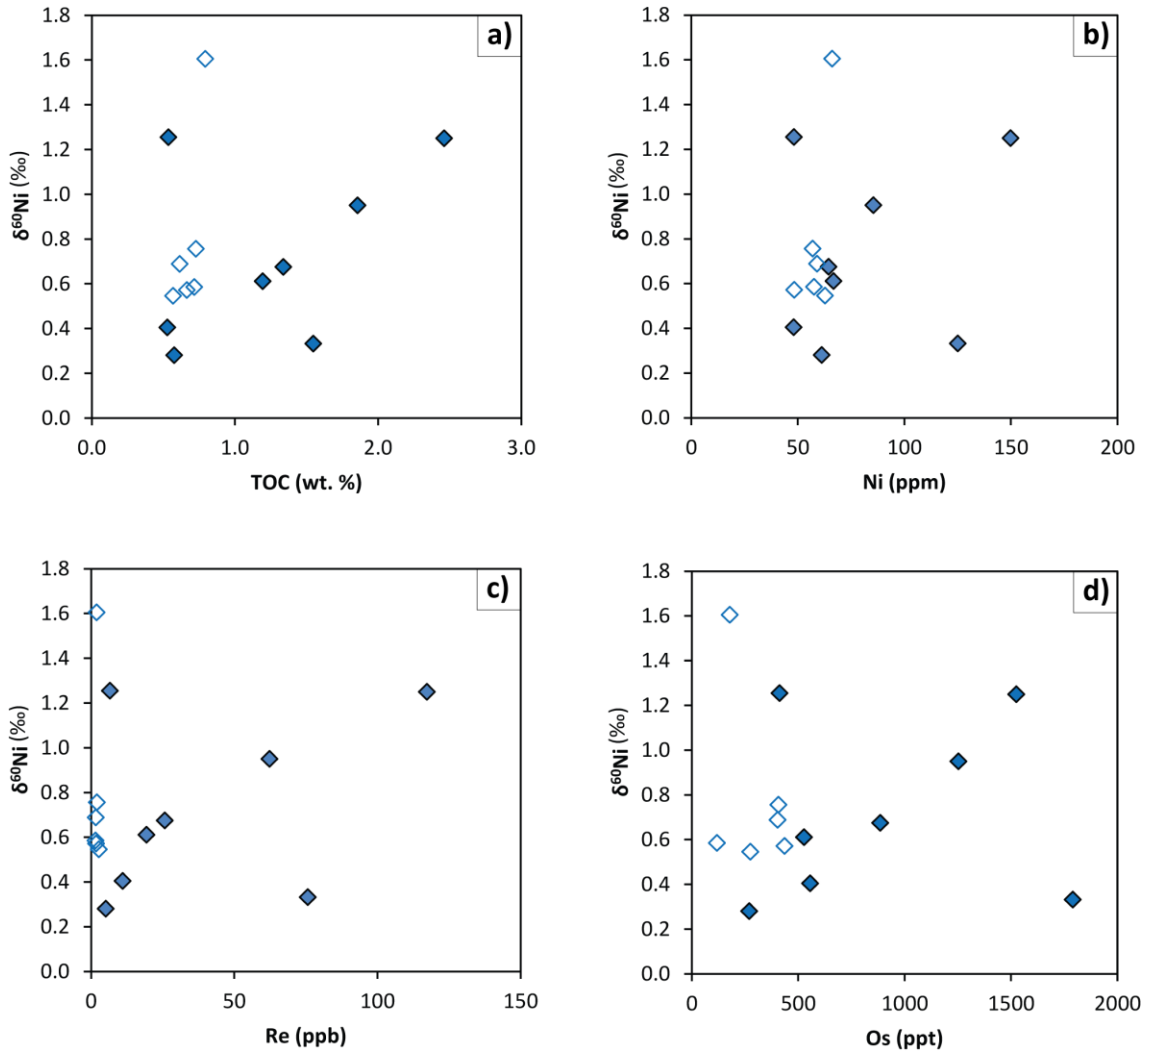 a)
1.8
1.6
1.4
1.2
1.0
0.8
0.6
0.4
0.2
0.0
δ⁶⁰Ni (‰)
0.0 1.0 2.0 3.0
TOC (wt. %)
b)
1.8
1.6
1.4
1.2
1.0
0.8
0.6
0.4
0.2
0.0
δ⁶⁰Ni (‰)
0 50 100 150 200
Ni (ppm)
c)
1.8
1.6
1.4
1.2
1.0
0.8
0.6
0.4
0.2
0.0
δ⁶⁰Ni (‰)
0 50 100 150
Re (ppb)
d)
1.8
1.6
1.4
1.2
1.0
0.8
0.6
0.4
0.2
0.0
δ⁶⁰Ni (‰)
0 500 1000 1500 2000
Os (ppt)